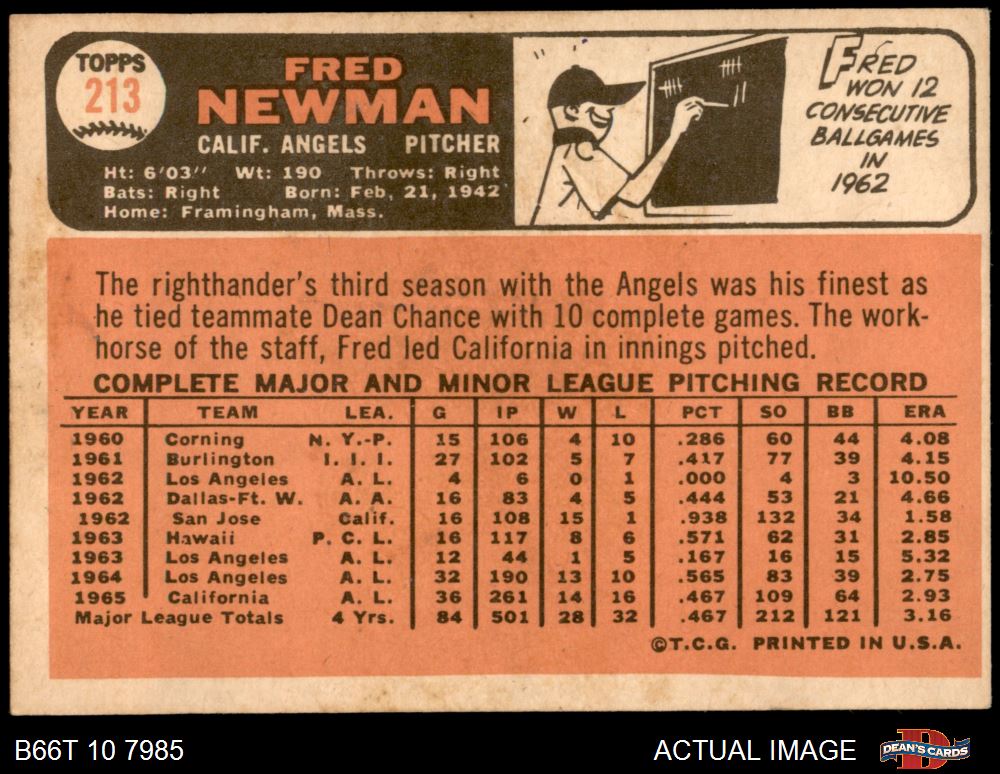 TOPPS
213
FRED
NEWMAN
CALIF. ANGELS PITCHER
Ht: 6'03" Wt: 190 Throws: Right
Bats: Right Born: Feb, 21, 1942
Home: Framingham, Mass.
FRED
WON 12
CONSECUTIVE
BALLGAMES
IN
1962
The righthander's third season with the Angels was his finest as
he tied teammate Dean Chance with 10 complete games. The work-
horse of the staff, Fred led California in innings pitched.
COMPLETE MAJOR AND MINOR LEAGUE PITCHING RECORD
YEAR TEAM LEA. G IP W L PCT SO BB ERA
1960 Corning N. Y.-P. 15 106 4 10 .286 60 44 4.08
1961 Burlington I. I. I. 27 102 5 7 .417 77 39 4.15
1962 Los Angeles A. L. 4 6 0 1 .000 4 3 10.50
1962 Dallas-Ft. W. A. A. 16 83 4 5 .444 53 21 4.66
1962 San Jose Calif. 16 108 15 1 .938 132 34 1.58
1963 Hawaii P. C. L. 16 117 8 6 .571 62 31 2.85
1963 Los Angeles A. L. 12 44 1 5 .167 16 15 5.32
1964 Los Angeles A. L. 32 190 13 10 .565 83 39 2.75
1965 California A. L. 36 261 14 16 .467 109 64 2.93
Major League Totals 4 Yrs. 84 501 28 32 .467 212 121 3.16
©T.C.G. PRINTED IN U.S.A.
B66T 10 7985
ACTUAL IMAGE
DEAN'S CARDS